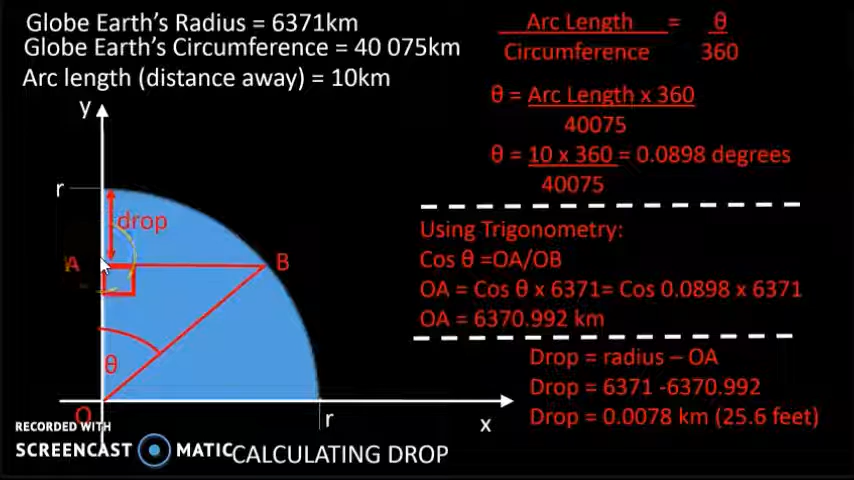 Globe Earth's Radius = 6371km
Globe Earth's Circumference = 40 075km
Arc length (distance away) = 10km
y
r
drop
A
B
θ
O
r
x
CALCULATING DROP
RECORDED WITH
SCREENCAST MATIC
Arc Length = θ
Circumference 360
θ = Arc Length x 360
40075
θ = 10 x 360 = 0.0898 degrees
40075
Using Trigonometry:
Cos θ =OA/OB
OA = Cos θ x 6371= Cos 0.0898 x 6371
OA = 6370.992 km
Drop = radius – OA
Drop = 6371 -6370.992
Drop = 0.0078 km (25.6 feet)